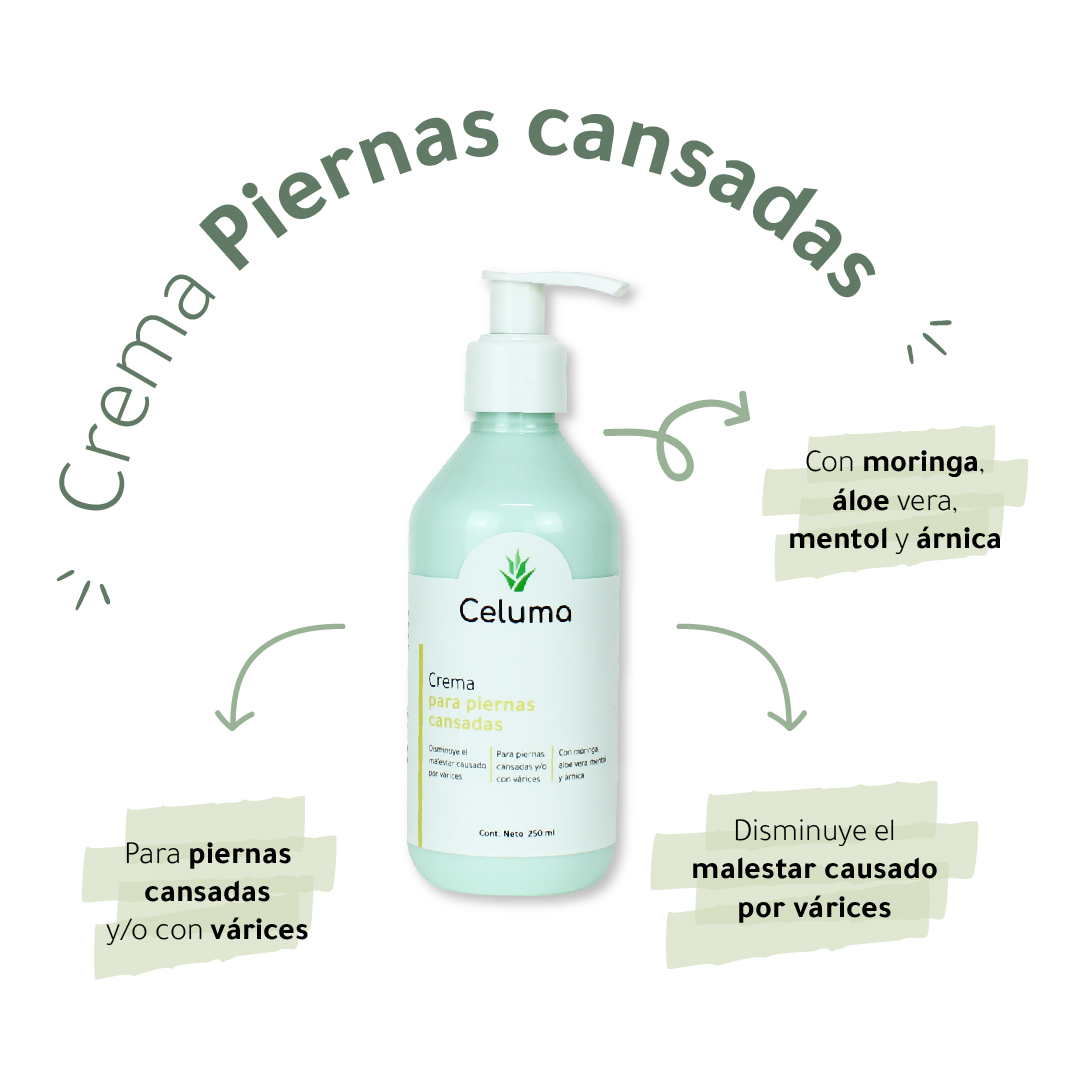 Crema Piernas cansadas
Con moringa,
áloe vera,
mentol y árnica
Celuma
Crema
para piernas
cansadas
Disminuye el
malestar causado
por várices
Para piernas
cansadas y/o
con várices
Con moringa,
áloe vera, mentol
y árnica
Cont. Neto 250 ml
Para piernas
cansadas
y/o con várices
Disminuye el
malestar causado
por várices